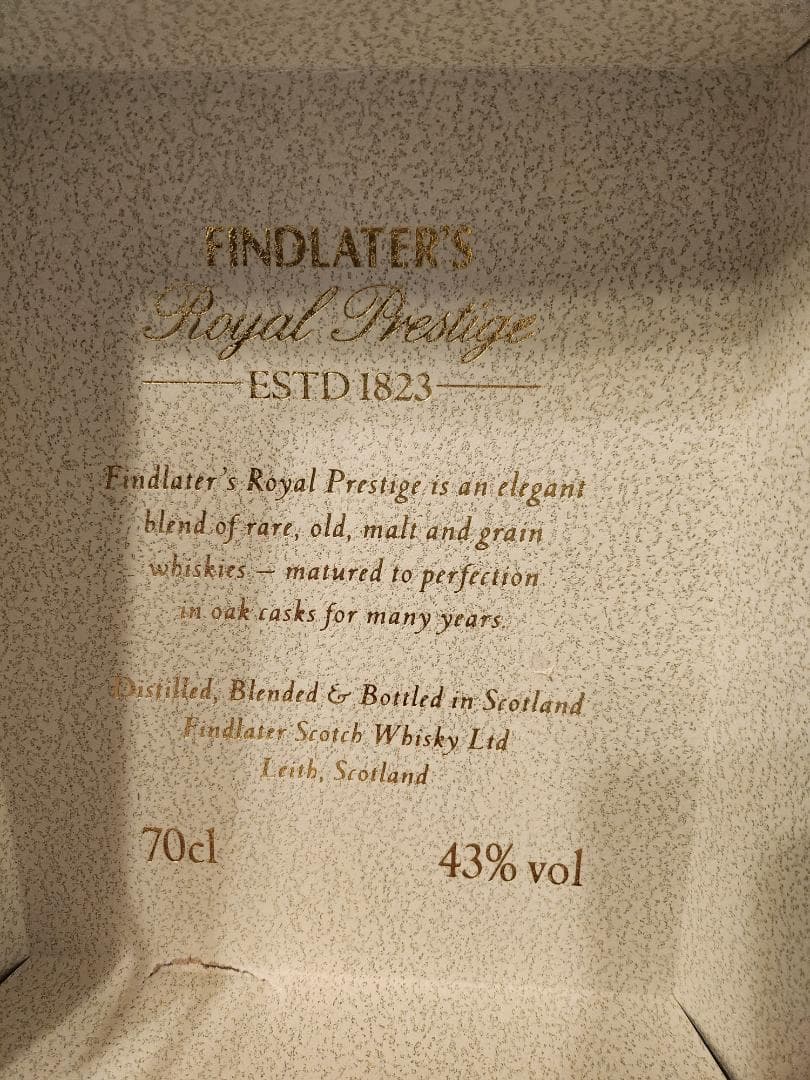 FINDLATER'S
Royal Prestige
ESTD 1823
Findlater's Royal Prestige is an elegant
blend of rare, old, malt and grain
whiskies – matured to perfection
in oak casks for many years.
Distilled, Blended & Bottled in Scotland
Findlater Scotch Whisky Ltd
Leith, Scotland
70cl
43% vol